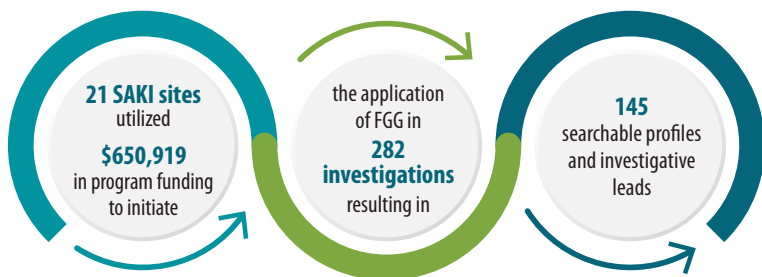 21 SAKI sites
utilized
$650,919
in program funding
to initiate
the application
of FGG in
282
investigations
resulting in
145
searchable profiles
and investigative
leads